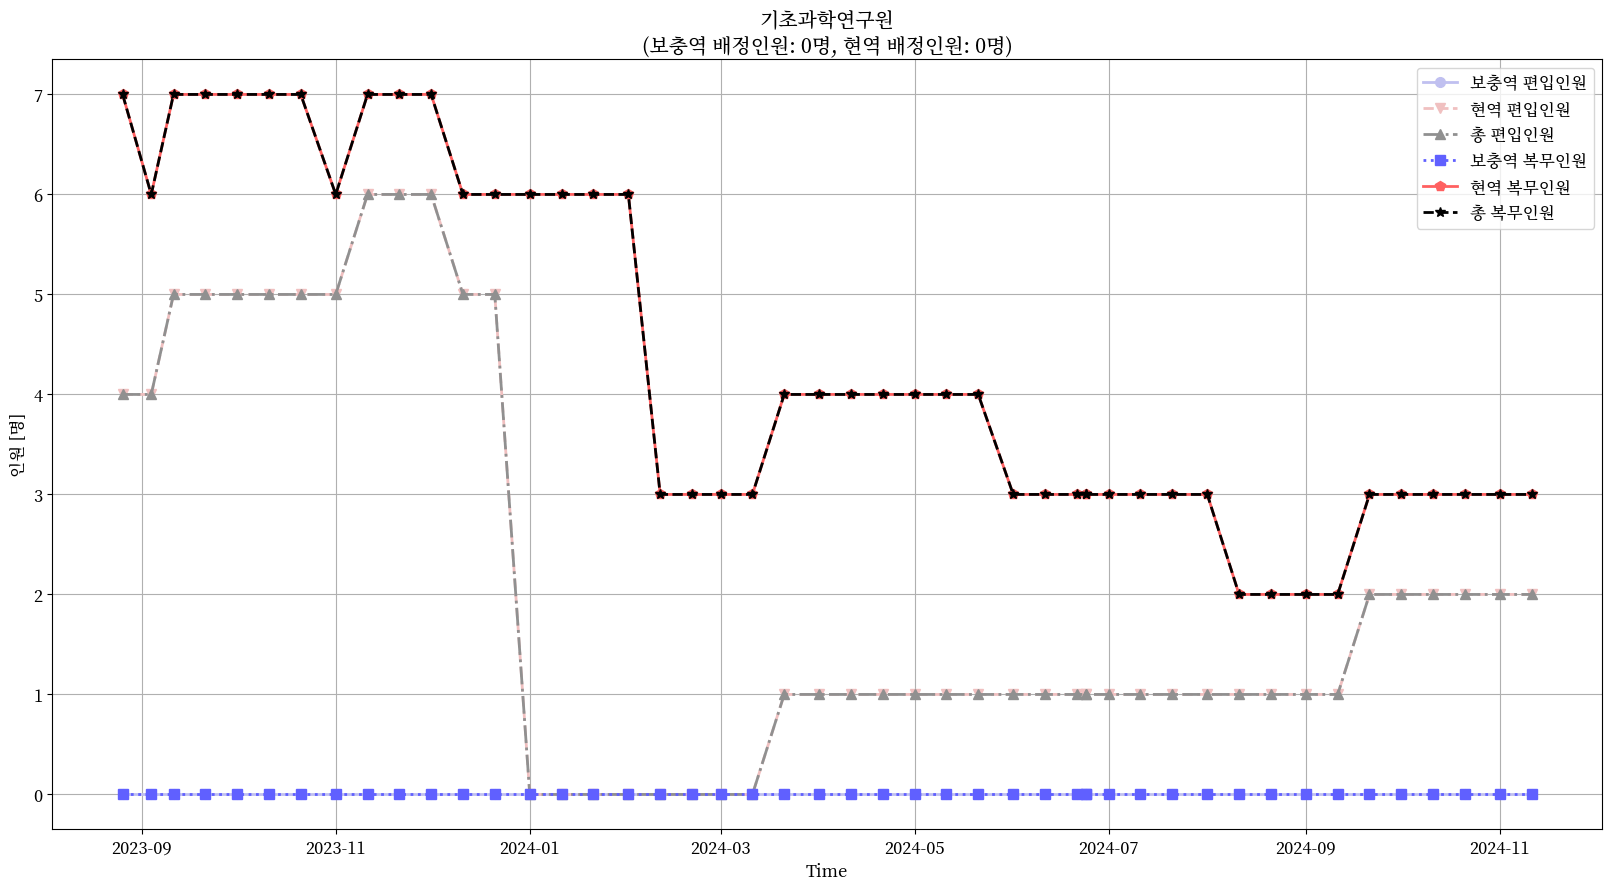 기초과학연구원
(보충역 배정인원: 0명, 현역 배정인원: 0명)
7
6
5
4
3
2
1
0
인원 [명]
보충역 편입인원
현역 편입인원
총 편입인원
보충역 복무인원
현역 복무인원
총 복무인원
2023-09
2023-11
2024-01
2024-03
2024-05
2024-07
2024-09
2024-11
Time